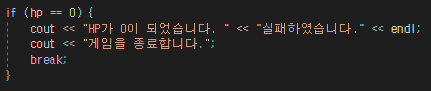 if (hp == 0) {
cout << "HP가 0이 되었습니다. " << "실패하였습니다." << endl;
cout << "게임을 종료합니다.";
break;
}